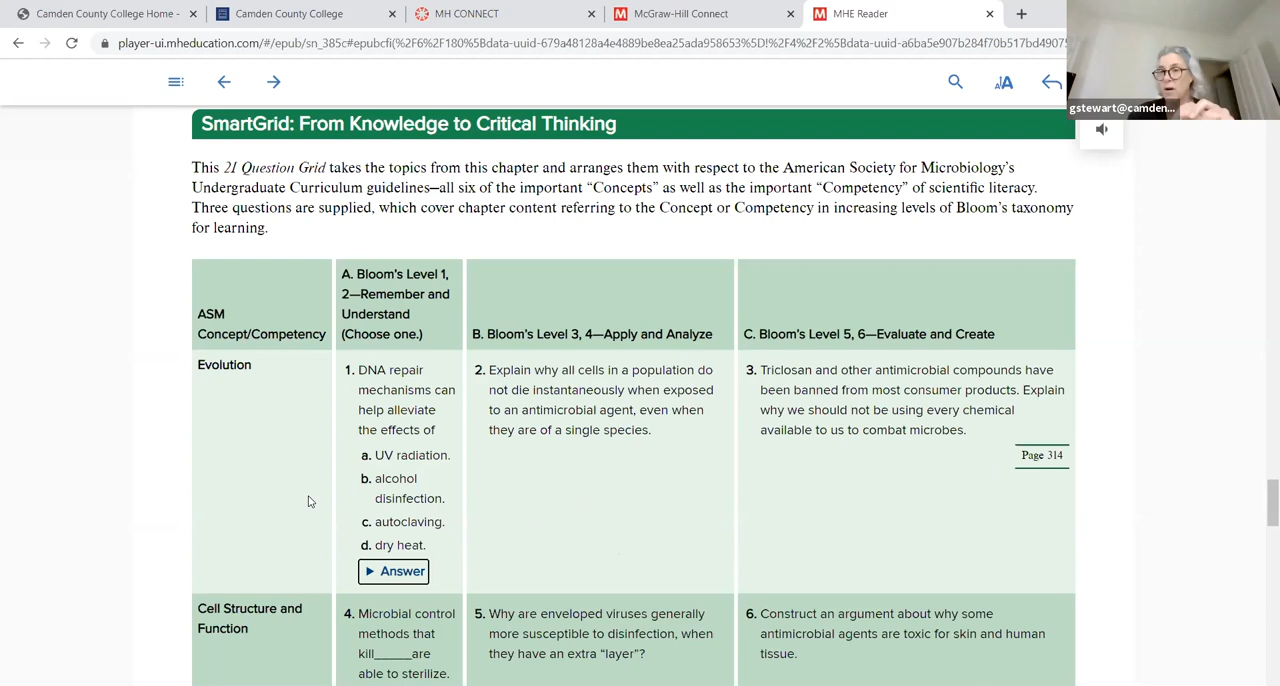 Camden County College Home -
Camden County College
MH CONNECT
McGraw-Hill Connect
MHE Reader
player-ui.mheducation.com/#/epub/sn_385c#epubcfi(%2F6%2F180%5Bdata-uuid-679a48128a4e4889be8ea25ada958653%5D!%2F4%2F2%5Bdata-uuid-a6ba5e907b284f70b517bd4907
gstewart@camden...
SmartGrid: From Knowledge to Critical Thinking
This 21 Question Grid takes the topics from this chapter and arranges them with respect to the American Society for Microbiology's
Undergraduate Curriculum guidelines—all six of the important "Concepts" as well as the important "Competency" of scientific literacy.
Three questions are supplied, which cover chapter content referring to the Concept or Competency in increasing levels of Bloom's taxonomy
for learning.
ASM
Concept/Competency
A. Bloom's Level 1,
2—Remember and
Understand
(Choose one.)
B. Bloom's Level 3, 4—Apply and Analyze
C. Bloom's Level 5, 6—Evaluate and Create
Evolution
1. DNA repair
mechanisms can
help alleviate
the effects of
a. UV radiation.
b. alcohol
disinfection.
c. autoclaving.
d. dry heat.
Answer
2. Explain why all cells in a population do
not die instantaneously when exposed
to an antimicrobial agent, even when
they are of a single species.
3. Triclosan and other antimicrobial compounds have
been banned from most consumer products. Explain
why we should not be using every chemical
available to us to combat microbes.
Page 314
Cell Structure and
Function
4. Microbial control
methods that
kill_____are
able to sterilize.
5. Why are enveloped viruses generally
more susceptible to disinfection, when
they have an extra "layer"?
6. Construct an argument about why some
antimicrobial agents are toxic for skin and human
tissue.